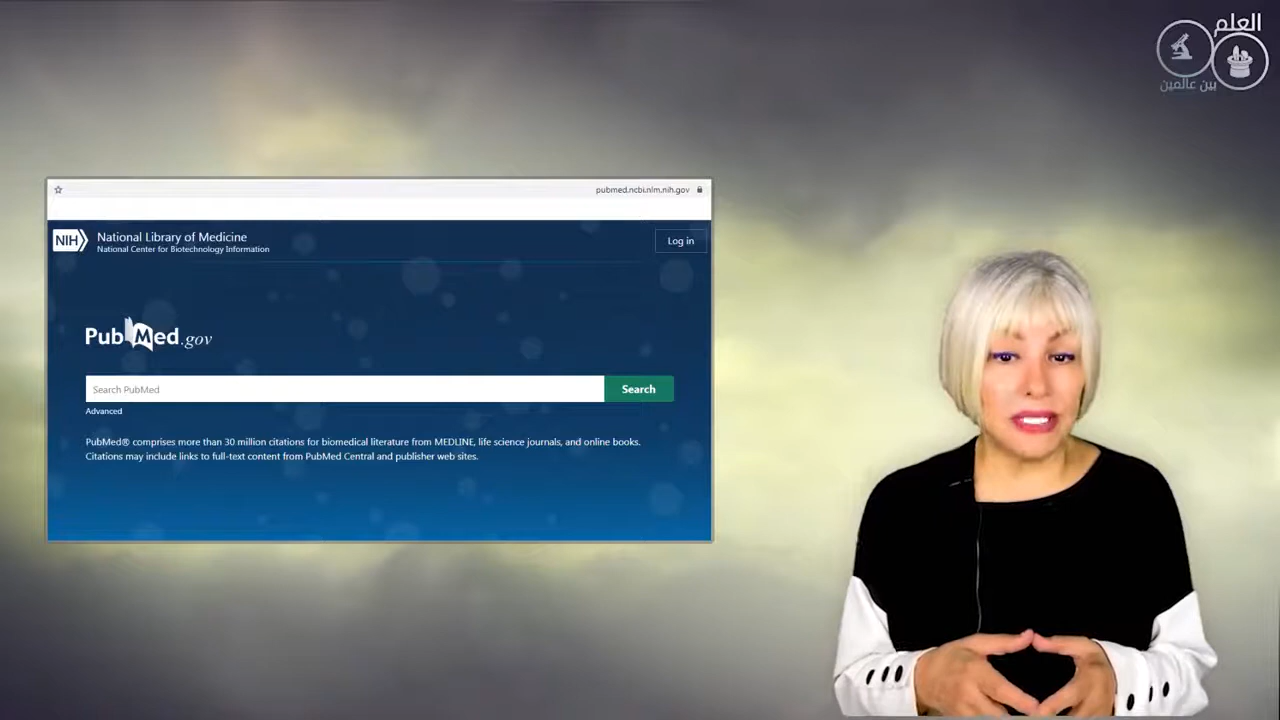 العلم
بين عالمين
pubmed.ncbi.nlm.nih.gov
NIH
National Library of Medicine
National Center for Biotechnology Information
Log in
PubMed.gov
Search PubMed
Search
Advanced
PubMed® comprises more than 30 million citations for biomedical literature from MEDLINE, life science journals, and online books.
Citations may include links to full-text content from PubMed Central and publisher web sites.